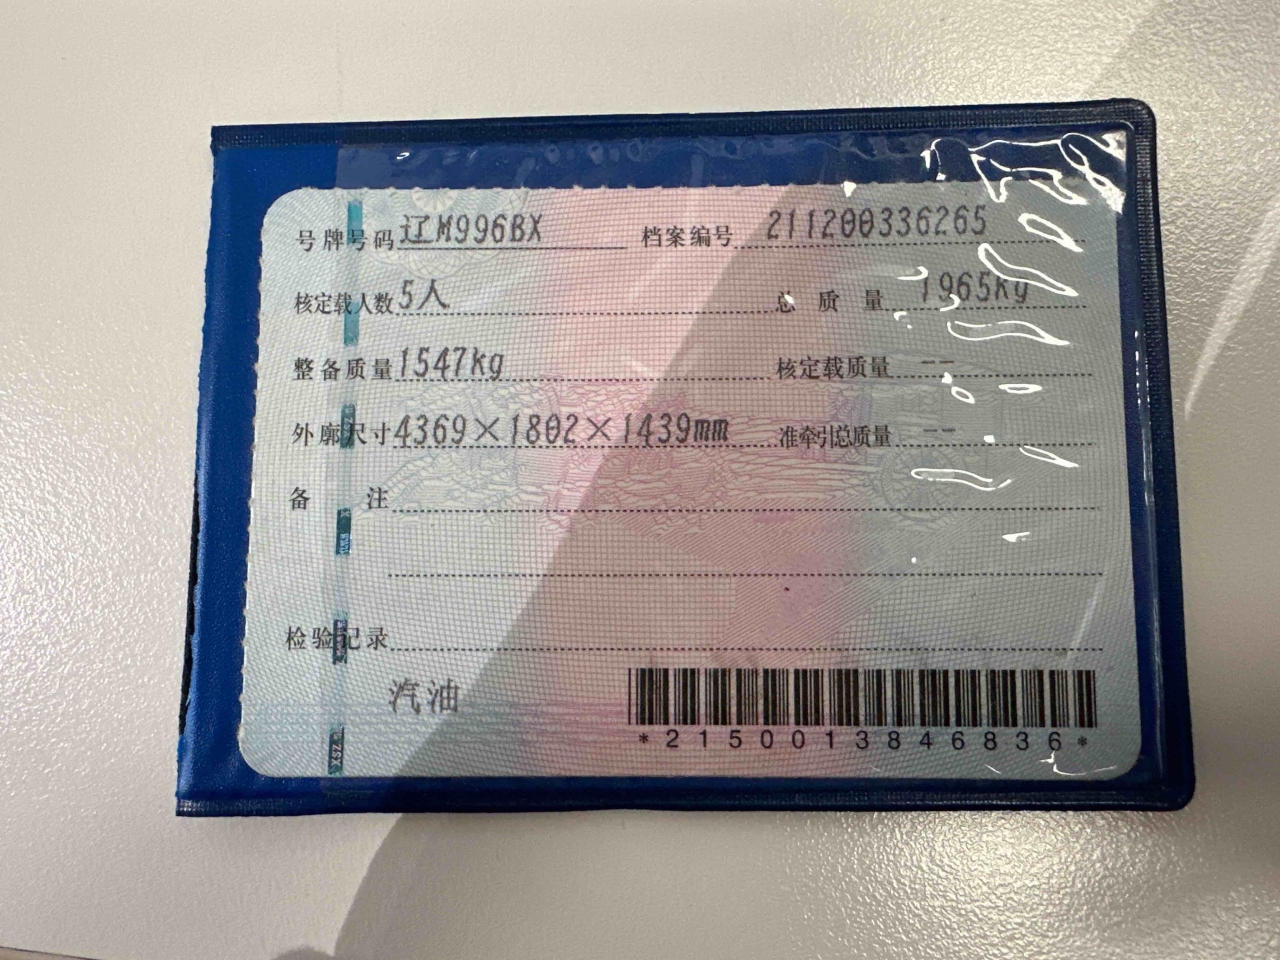 号牌号码 辽M996BX 档案编号 211200336265
核定载人数 5人 总质量 1965kg
整备质量 1547kg 核定载质量 --
外廓尺寸 4369×1802×1439mm 准牵引总质量 --
备注
检验记录
汽油
*2150013846836*